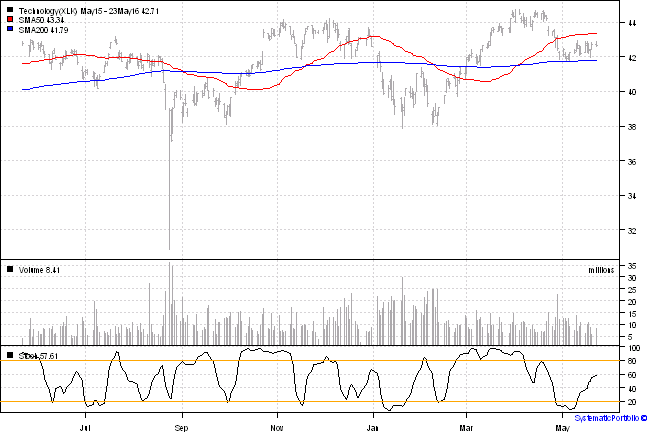 Technology(XLK) May15 - 23May16 42.71
SMA50 43.34
SMA200 41.79
44
42
40
38
36
34
32
Volume 8.41
millions
35
30
25
20
15
10
5
Stock 57.61
100
80
60
40
20
Jul Sep Nov Jan Mar May
SystematicPortfolio ©